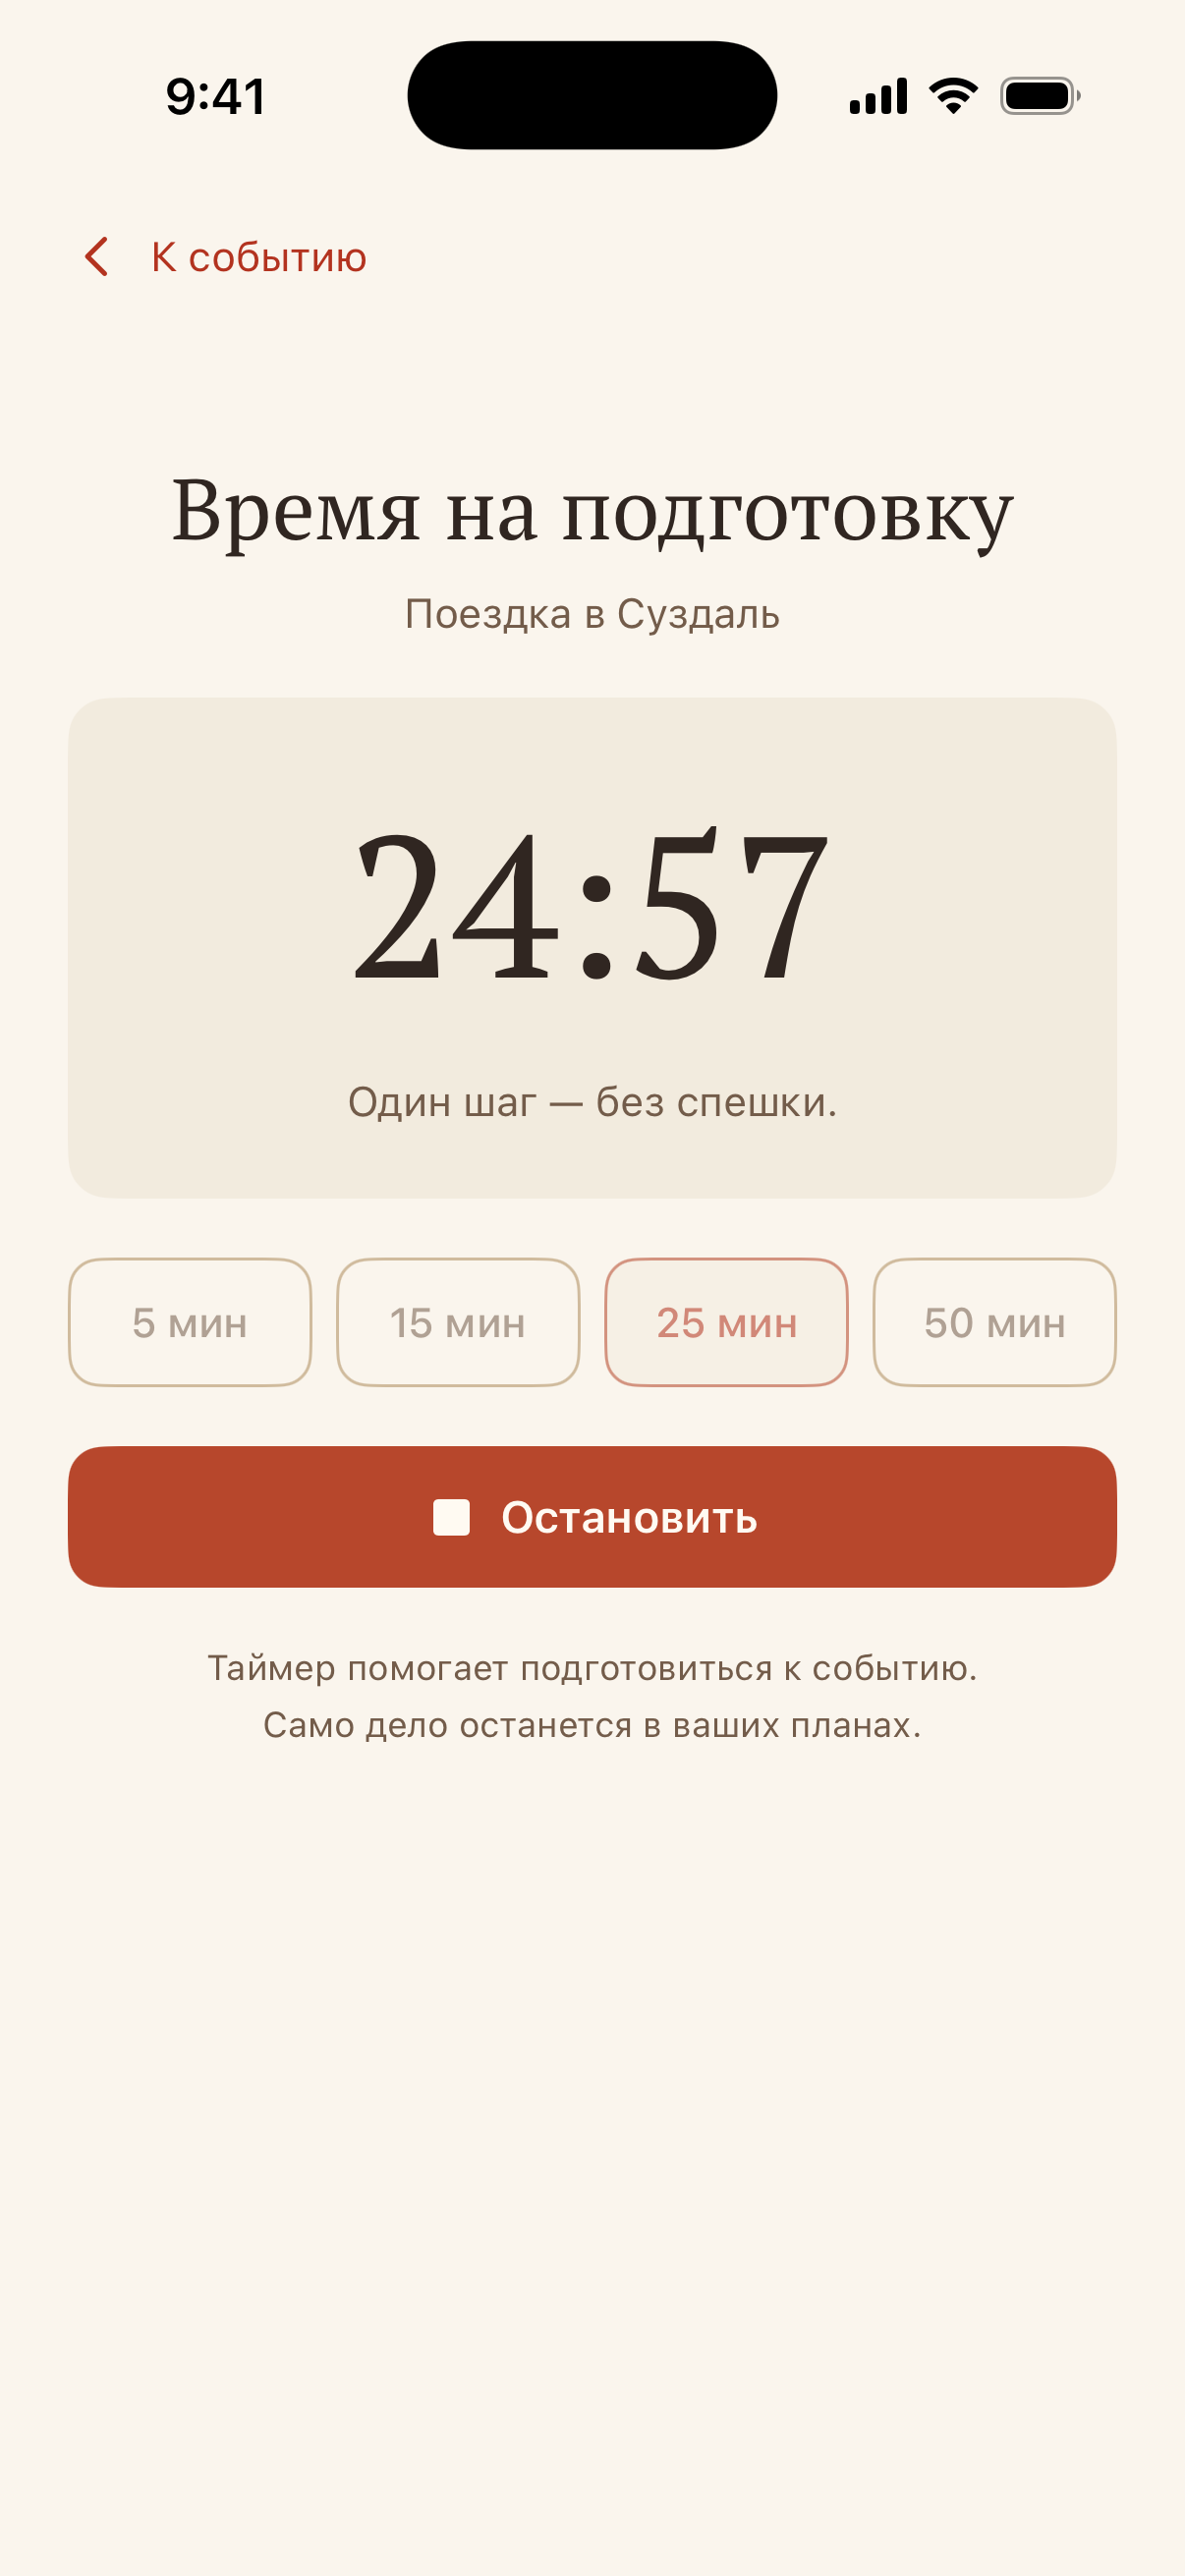 9:41
К событию
Время на подготовку
Поездка в Суздаль
24:57
Один шаг — без спешки.
5 мин
15 мин
25 мин
50 мин
Остановить
Таймер помогает подготовиться к событию.
Само дело останется в ваших планах.